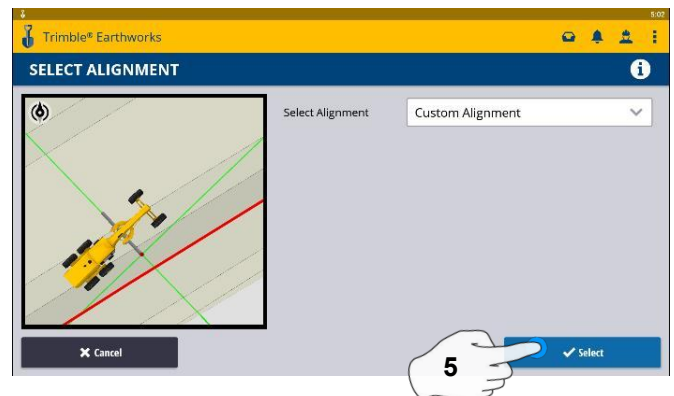 5:02
Trimble® Earthworks
SELECT ALIGNMENT
i
Select Alignment
Custom Alignment
Cancel
Select
5